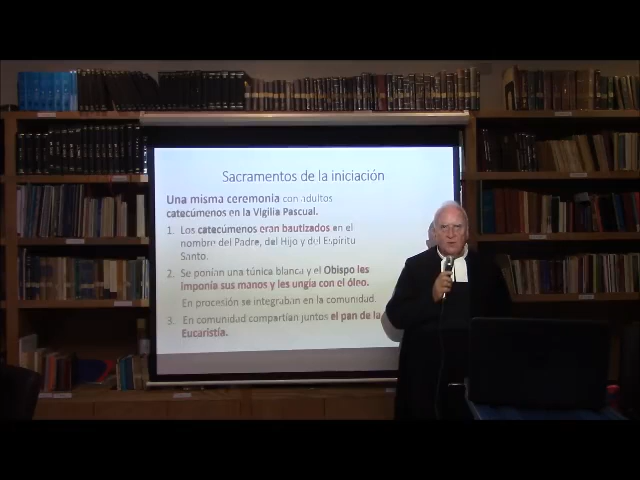 Sacramentos de la iniciación
Una misma ceremonia con adultos
catecúmenos en la Vigilia Pascual.
1. Los catecúmenos eran bautizados en el
nombre del Padre, del Hijo y del Espíritu
Santo.
2. Se ponían una túnica blanca y el Obispo les
imponía sus manos y les ungía con el óleo.
En procesión se integraban en la comunidad.
3. En comunidad compartían juntos el pan de la
Eucaristía.